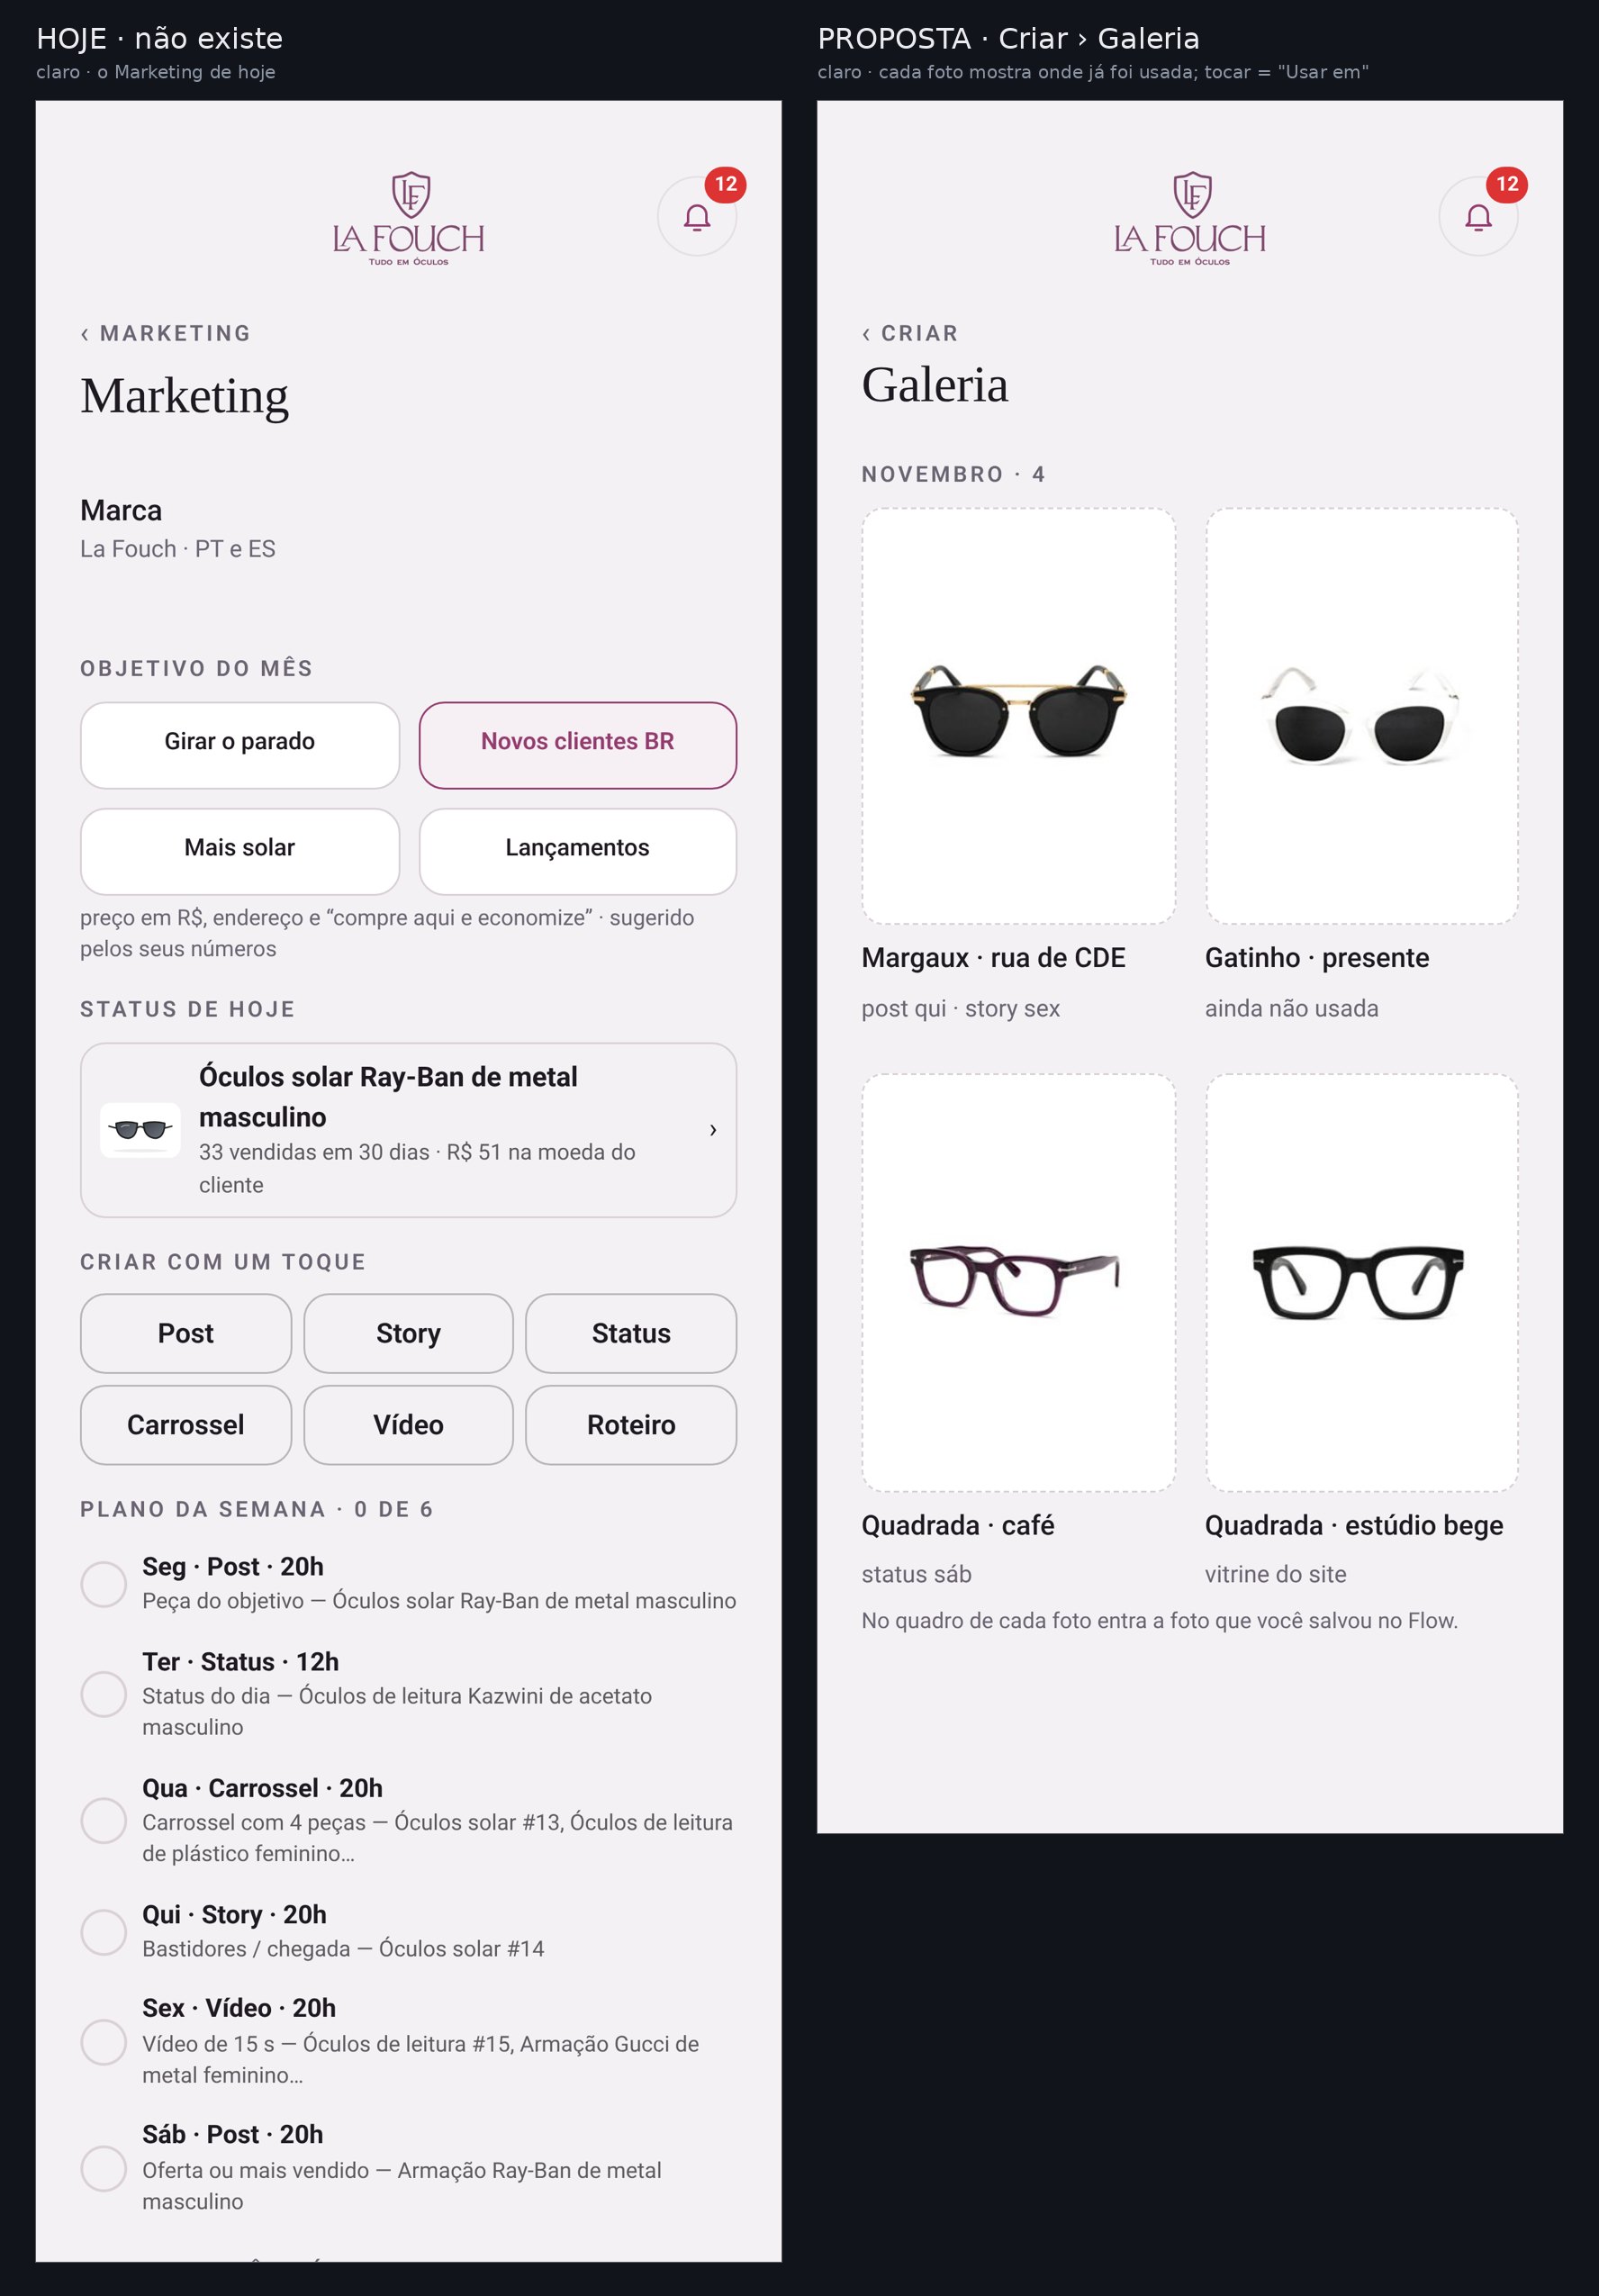 HOJE · não existe
claro · o Marketing de hoje
LF
LA FOUCH
TUDO EM ÓCULOS
12
‹ MARKETING
Marketing
Marca
La Fouch · PT e ES
OBJETIVO DO MÊS
Girar o parado
Novos clientes BR
Mais solar
Lançamentos
preço em R$, endereço e “compre aqui e economize” · sugerido
pelos seus números
STATUS DE HOJE
Óculos solar Ray-Ban de metal
masculino
33 vendidas em 30 dias · R$ 51 na moeda do
cliente
›
CRIAR COM UM TOQUE
Post
Story
Status
Carrossel
Vídeo
Roteiro
PLANO DA SEMANA · 0 DE 6
Seg · Post · 20h
Peça do objetivo — Óculos solar Ray-Ban de metal masculino
Ter · Status · 12h
Status do dia — Óculos de leitura Kazwini de acetato
masculino
Qua · Carrossel · 20h
Carrossel com 4 peças — Óculos solar #13, Óculos de leitura
de plástico feminino…
Qui · Story · 20h
Bastidores / chegada — Óculos solar #14
Sex · Vídeo · 20h
Vídeo de 15 s — Óculos de leitura #15, Armação Gucci de
metal feminino…
Sáb · Post · 20h
Oferta ou mais vendido — Armação Ray-Ban de metal
masculino
PROPOSTA · Criar › Galeria
claro · cada foto mostra onde já foi usada; tocar = "Usar em"
LF
LA FOUCH
TUDO EM ÓCULOS
12
‹ CRIAR
Galeria
NOVEMBRO · 4
Margaux · rua de CDE
post qui · story sex
Gatinho · presente
ainda não usada
Quadrada · café
status sáb
Quadrada · estúdio bege
vitrine do site
No quadro de cada foto entra a foto que você salvou no Flow.